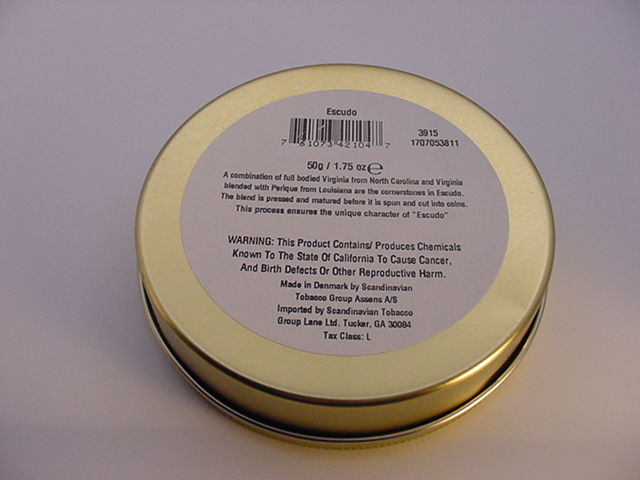 Escudo
7 61073 42104 7
3915
1707053811
50g / 1.75 oz ℮
A combination of full bodied Virginia from North Carolina and Virginia
blended with Perique from Louisiana are the cornerstones in Escudo.
The blend is pressed and matured before it is spun and cut into coins.
This process ensures the unique character of "Escudo"
WARNING: This Product Contains/ Produces Chemicals
Known To The State Of California To Cause Cancer,
And Birth Defects Or Other Reproductive Harm.
Made in Denmark by Scandinavian
Tobacco Group Assens A/S
Imported by Scandinavian Tobacco
Group Lane Ltd. Tucker, GA 30084
Tax Class: L